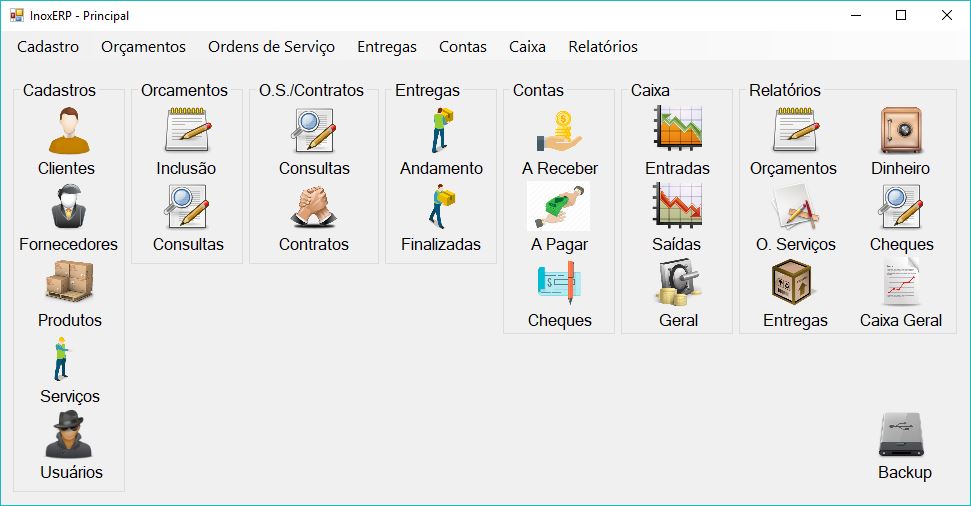 InoxERP - Principal
Cadastro Orçamentos Ordens de Serviço Entregas Contas Caixa Relatórios
Cadastros Orcamentos O.S./Contratos Entregas Contas Caixa Relatórios
Clientes Inclusão Consultas Andamento A Receber Entradas Orçamentos Dinheiro
Fornecedores Consultas Contratos Finalizadas A Pagar Saídas O. Serviços Cheques
Produtos Cheques Geral Entregas Caixa Geral
Serviços
Usuários Backup